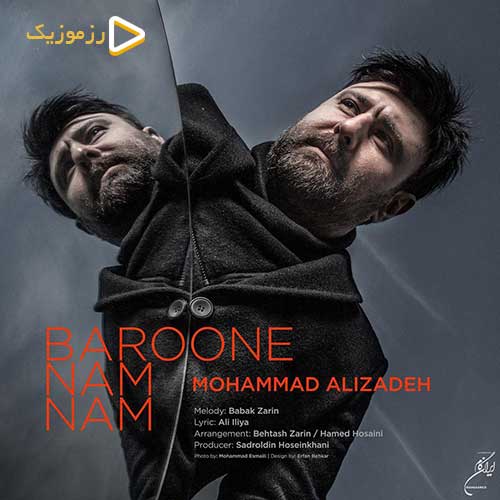 رزموزیک
BAROONE
NAM
NAM
MOHAMMAD ALIZADEH
Melody: Babak Zarin
Lyric: Ali Iliya
Arrangement: Behtash Zarin / Hamed Hosaini
Producer: Sadroldin Hoseinkhani
Photo by: Mohammad Esmaili | Design by: Erfan Behkar